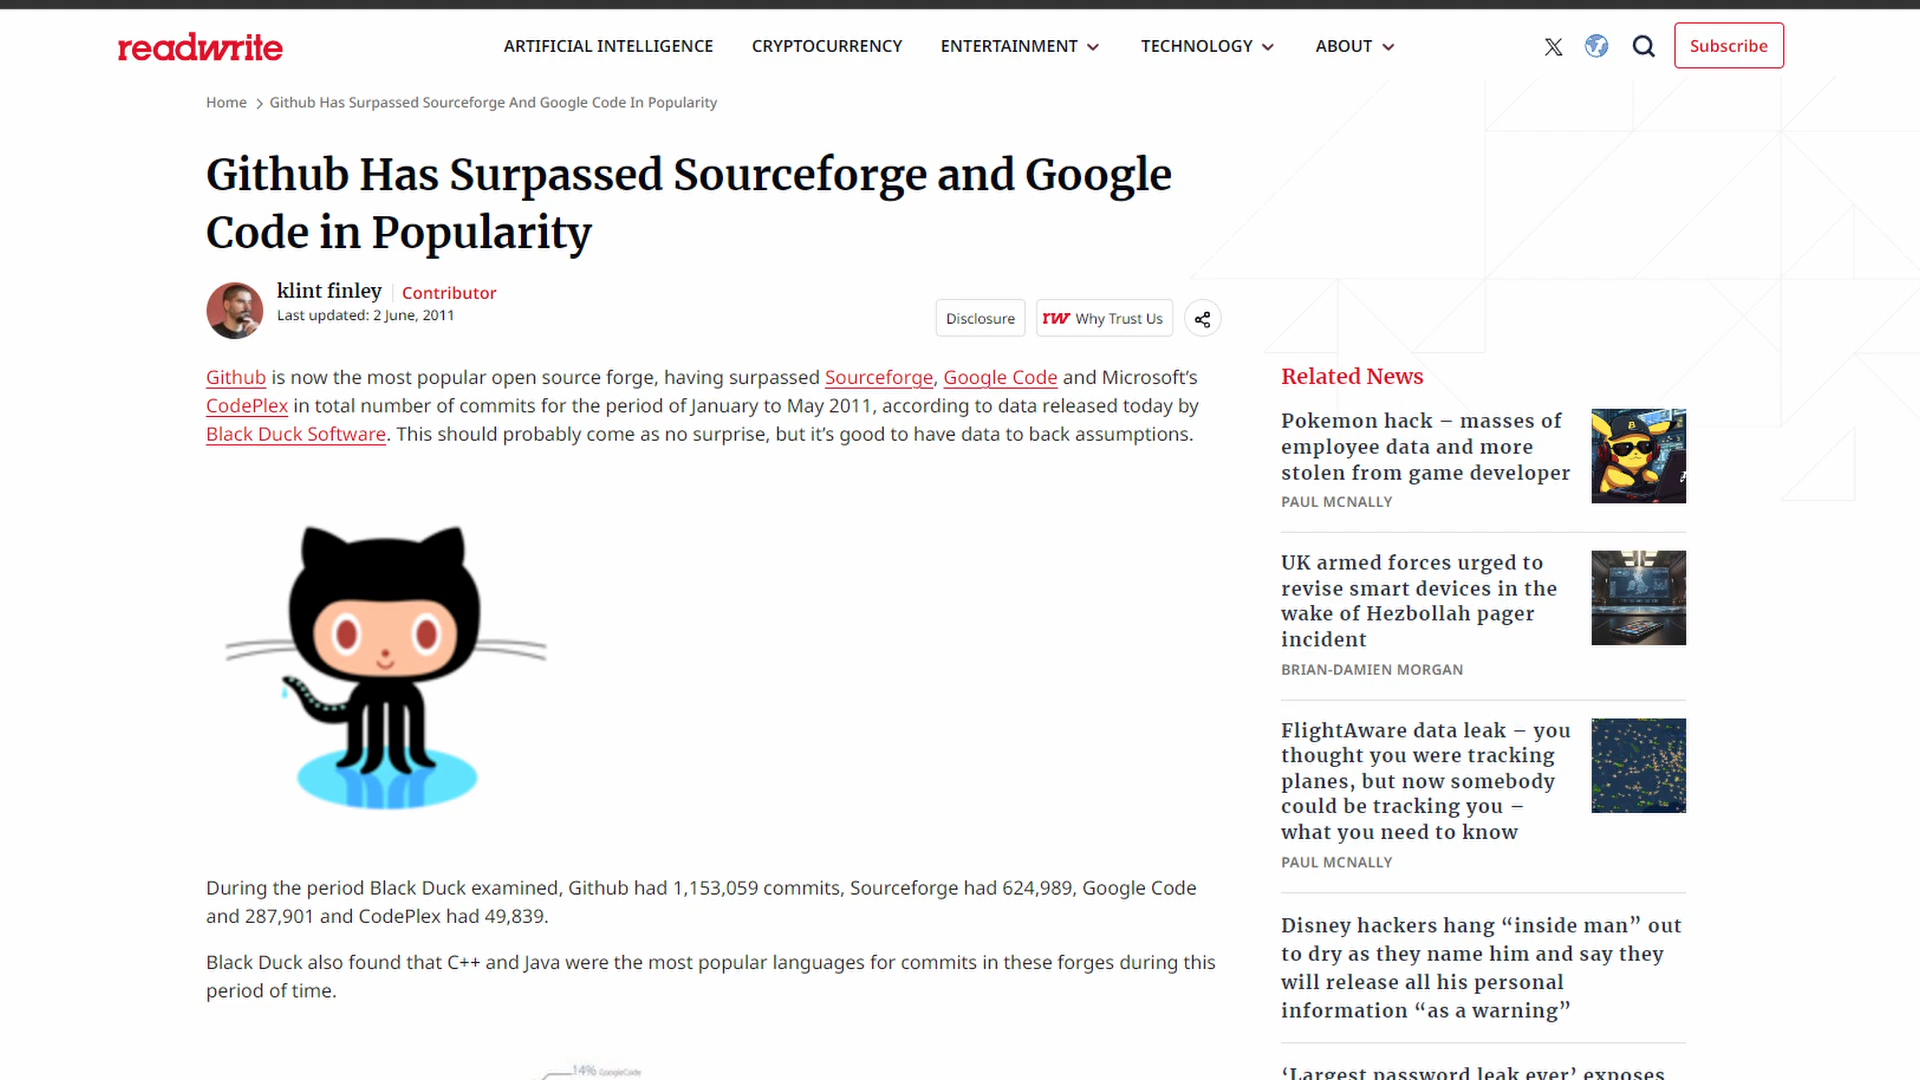 readwrite
ARTIFICIAL INTELLIGENCE
CRYPTOCURRENCY
ENTERTAINMENT
TECHNOLOGY
ABOUT
Subscribe
Home > Github Has Surpassed Sourceforge And Google Code In Popularity
Github Has Surpassed Sourceforge and Google
Code in Popularity
klint finley
Contributor
Last updated: 2 June, 2011
Disclosure
rw Why Trust Us
Github is now the most popular open source forge, having surpassed Sourceforge, Google Code and Microsoft’s
CodePlex in total number of commits for the period of January to May 2011, according to data released today by
Black Duck Software. This should probably come as no surprise, but it’s good to have data to back assumptions.
During the period Black Duck examined, Github had 1,153,059 commits, Sourceforge had 624,989, Google Code
and 287,901 and CodePlex had 49,839.
Black Duck also found that C++ and Java were the most popular languages for commits in these forges during this
period of time.
14% GoogleCode
Related News
Pokemon hack – masses of
employee data and more
stolen from game developer
PAUL MCNALLY
UK armed forces urged to
revise smart devices in the
wake of Hezbollah pager
incident
BRIAN-DAMIEN MORGAN
FlightAware data leak – you
thought you were tracking
planes, but now somebody
could be tracking you –
what you need to know
PAUL MCNALLY
Disney hackers hang “inside man” out
to dry as they name him and say they
will release all his personal
information “as a warning”
‘Largest password leak ever’ exposes